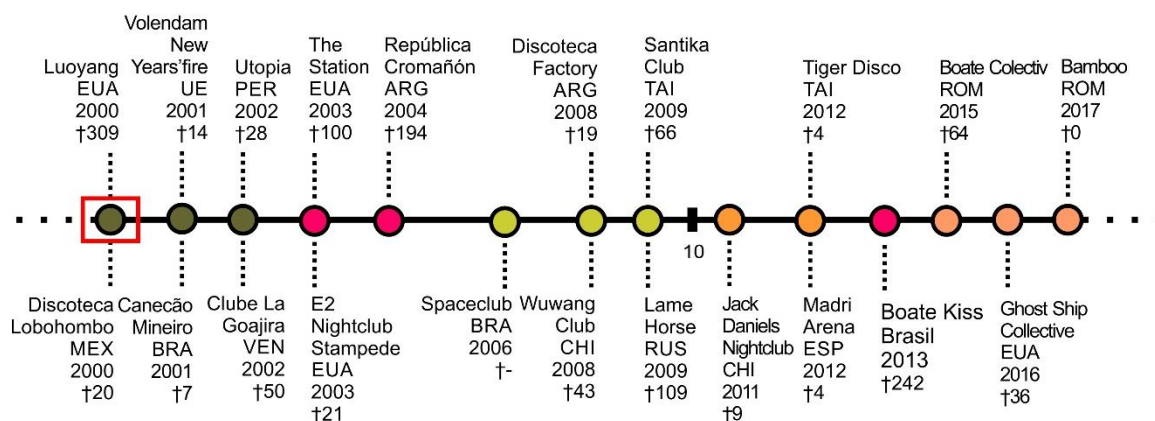 Luoyang
EUA
2000
†309
Volendam
New
Years'fire
UE
2001
†14
Utopia
PER
2002
†28
The
Station
EUA
2003
†100
República
Cromañón
ARG
2004
†194
Discoteca
Factory
ARG
2008
†19
Santika
Club
TAI
2009
†66
Tiger Disco
TAI
2012
†4
Boate Colectiv
ROM
2015
†64
Bamboo
ROM
2017
†0
10
Discoteca
Lobohombo
MEX
2000
†20
Canecão
Mineiro
BRA
2001
†7
Clube La
Goajira
VEN
2002
†50
E2
Nightclub
Stampede
EUA
2003
†21
Spaceclub
BRA
2006
†-
Wuwang
Club
CHI
2008
†43
Lame
Horse
RUS
2009
†109
Jack
Daniels
Nightclub
CHI
2011
†9
Madri
Arena
ESP
2012
†4
Boate Kiss
Brasil
2013
†242
Ghost Ship
Collective
EUA
2016
†36